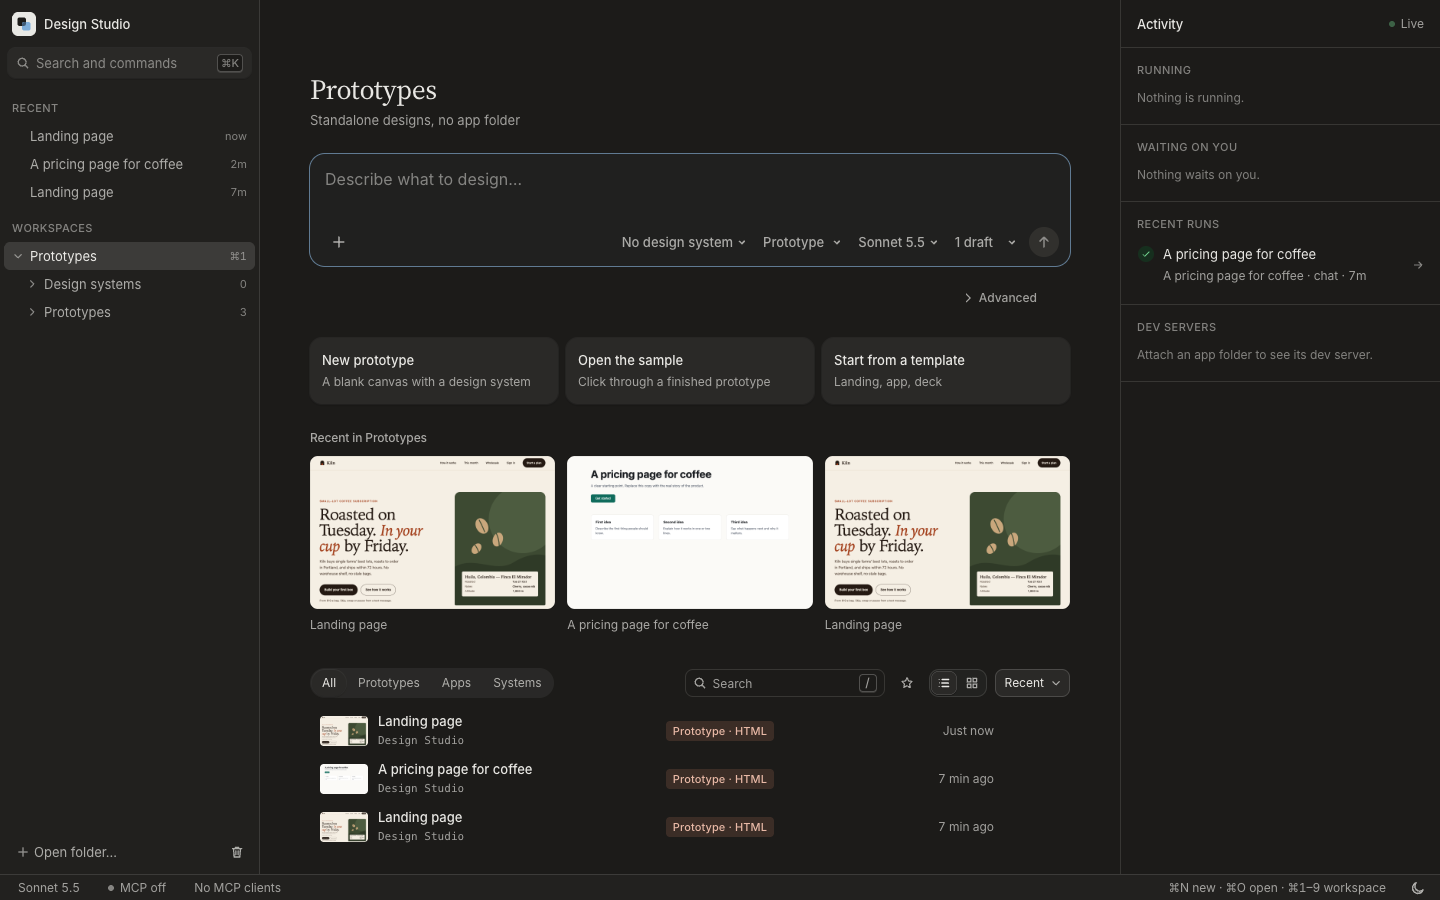 Design Studio
Search and commands ⌘K
RECENT
Landing page now
A pricing page for coffee 2m
Landing page 7m
WORKSPACES
Prototypes ⌘1
Design systems 0
Prototypes 3
Open folder...
Prototypes
Standalone designs, no app folder
Describe what to design...
No design system Prototype Sonnet 5.5 1 draft
Advanced
New prototype
A blank canvas with a design system
Open the sample
Click through a finished prototype
Start from a template
Landing, app, deck
Recent in Prototypes
Roasted on
Tuesday. In your
cup by Friday.
Landing page
A pricing page for coffee
First idea
Second idea
Third idea
A pricing page for coffee
Roasted on
Tuesday. In your
cup by Friday.
Landing page
All Prototypes Apps Systems
Search /
Recent
Landing page
Design Studio
Prototype · HTML
Just now
A pricing page for coffee
Design Studio
Prototype · HTML
7 min ago
Landing page
Design Studio
Prototype · HTML
7 min ago
Activity
Live
RUNNING
Nothing is running.
WAITING ON YOU
Nothing waits on you.
RECENT RUNS
A pricing page for coffee
A pricing page for coffee · chat · 7m
DEV SERVERS
Attach an app folder to see its dev server.
Sonnet 5.5 MCP off No MCP clients
⌘N new · ⌘O open · ⌘1–9 workspace